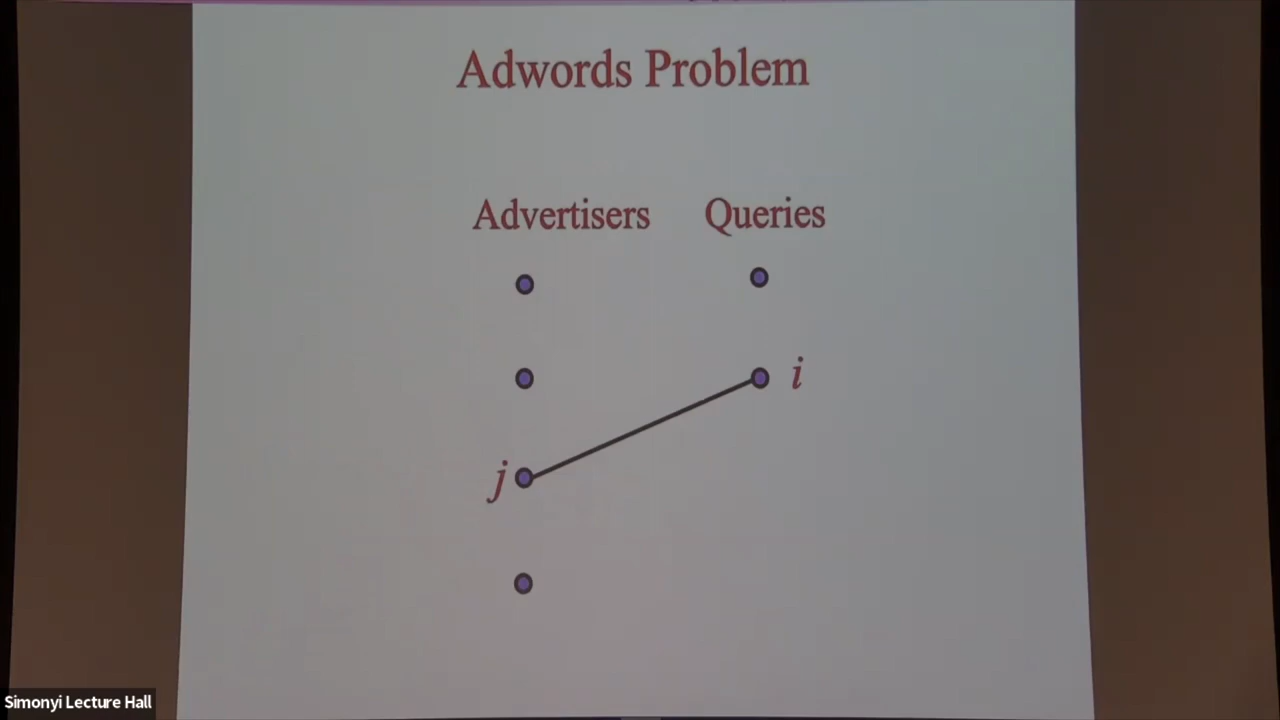 Adwords Problem
Advertisers Queries
i
j
Simonyi Lecture Hall